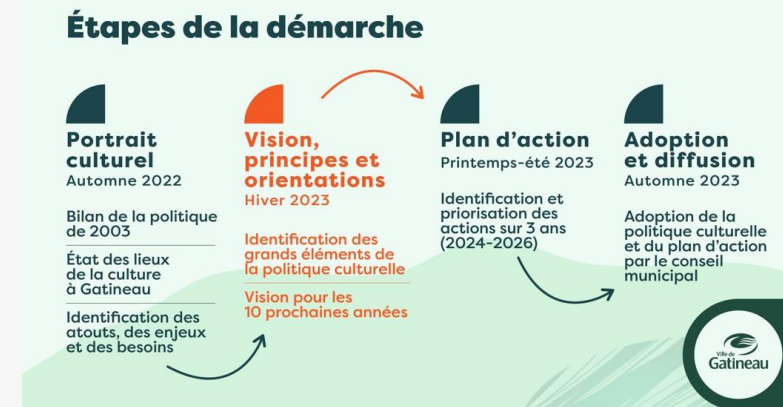 Étapes de la démarche
Portrait
culturel
Automne 2022
Bilan de la politique
de 2003
État des lieux
de la culture
à Gatineau
Identification des
atouts, des enjeux
et des besoins
Vision,
principes et
orientations
Hiver 2023
Identification des
grands éléments de
la politique culturelle
Vision pour les
10 prochaines années
Plan d'action
Printemps-été 2023
Identification et
priorisation des
actions sur 3 ans
(2024-2026)
Adoption
et diffusion
Automne 2023
Adoption de la
politique culturelle
et du plan d'action
par le conseil
municipal
Ville de
Gatineau